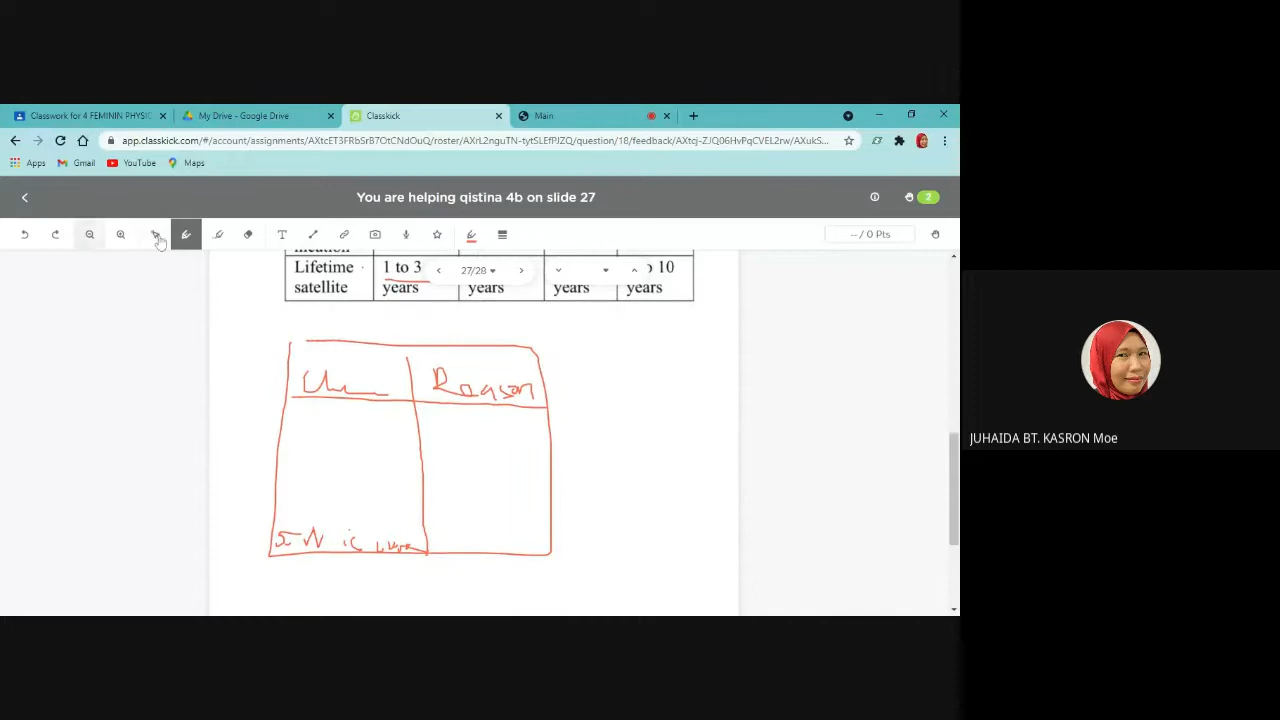 Classwork for 4 FEMININ PHYSIC
My Drive - Google Drive
Classkick
Main
app.classkick.com/#/account/assignments/AXtcET3FRbSrB7OtCNdOuQ/roster/AXrL2nguTN-tytSLEfPJZQ/question/18/feedback/AXtcj-ZJQ06HvPqCVEL2rw/AXukS...
Apps
Gmail
YouTube
Maps
You are helping qistina 4b on slide 27
2
T
-- / 0 Pts
Lifetime 1 to 3 10
satellite years years years years
27/28
Reason
is
JUHAIDA BT. KASRON Moe